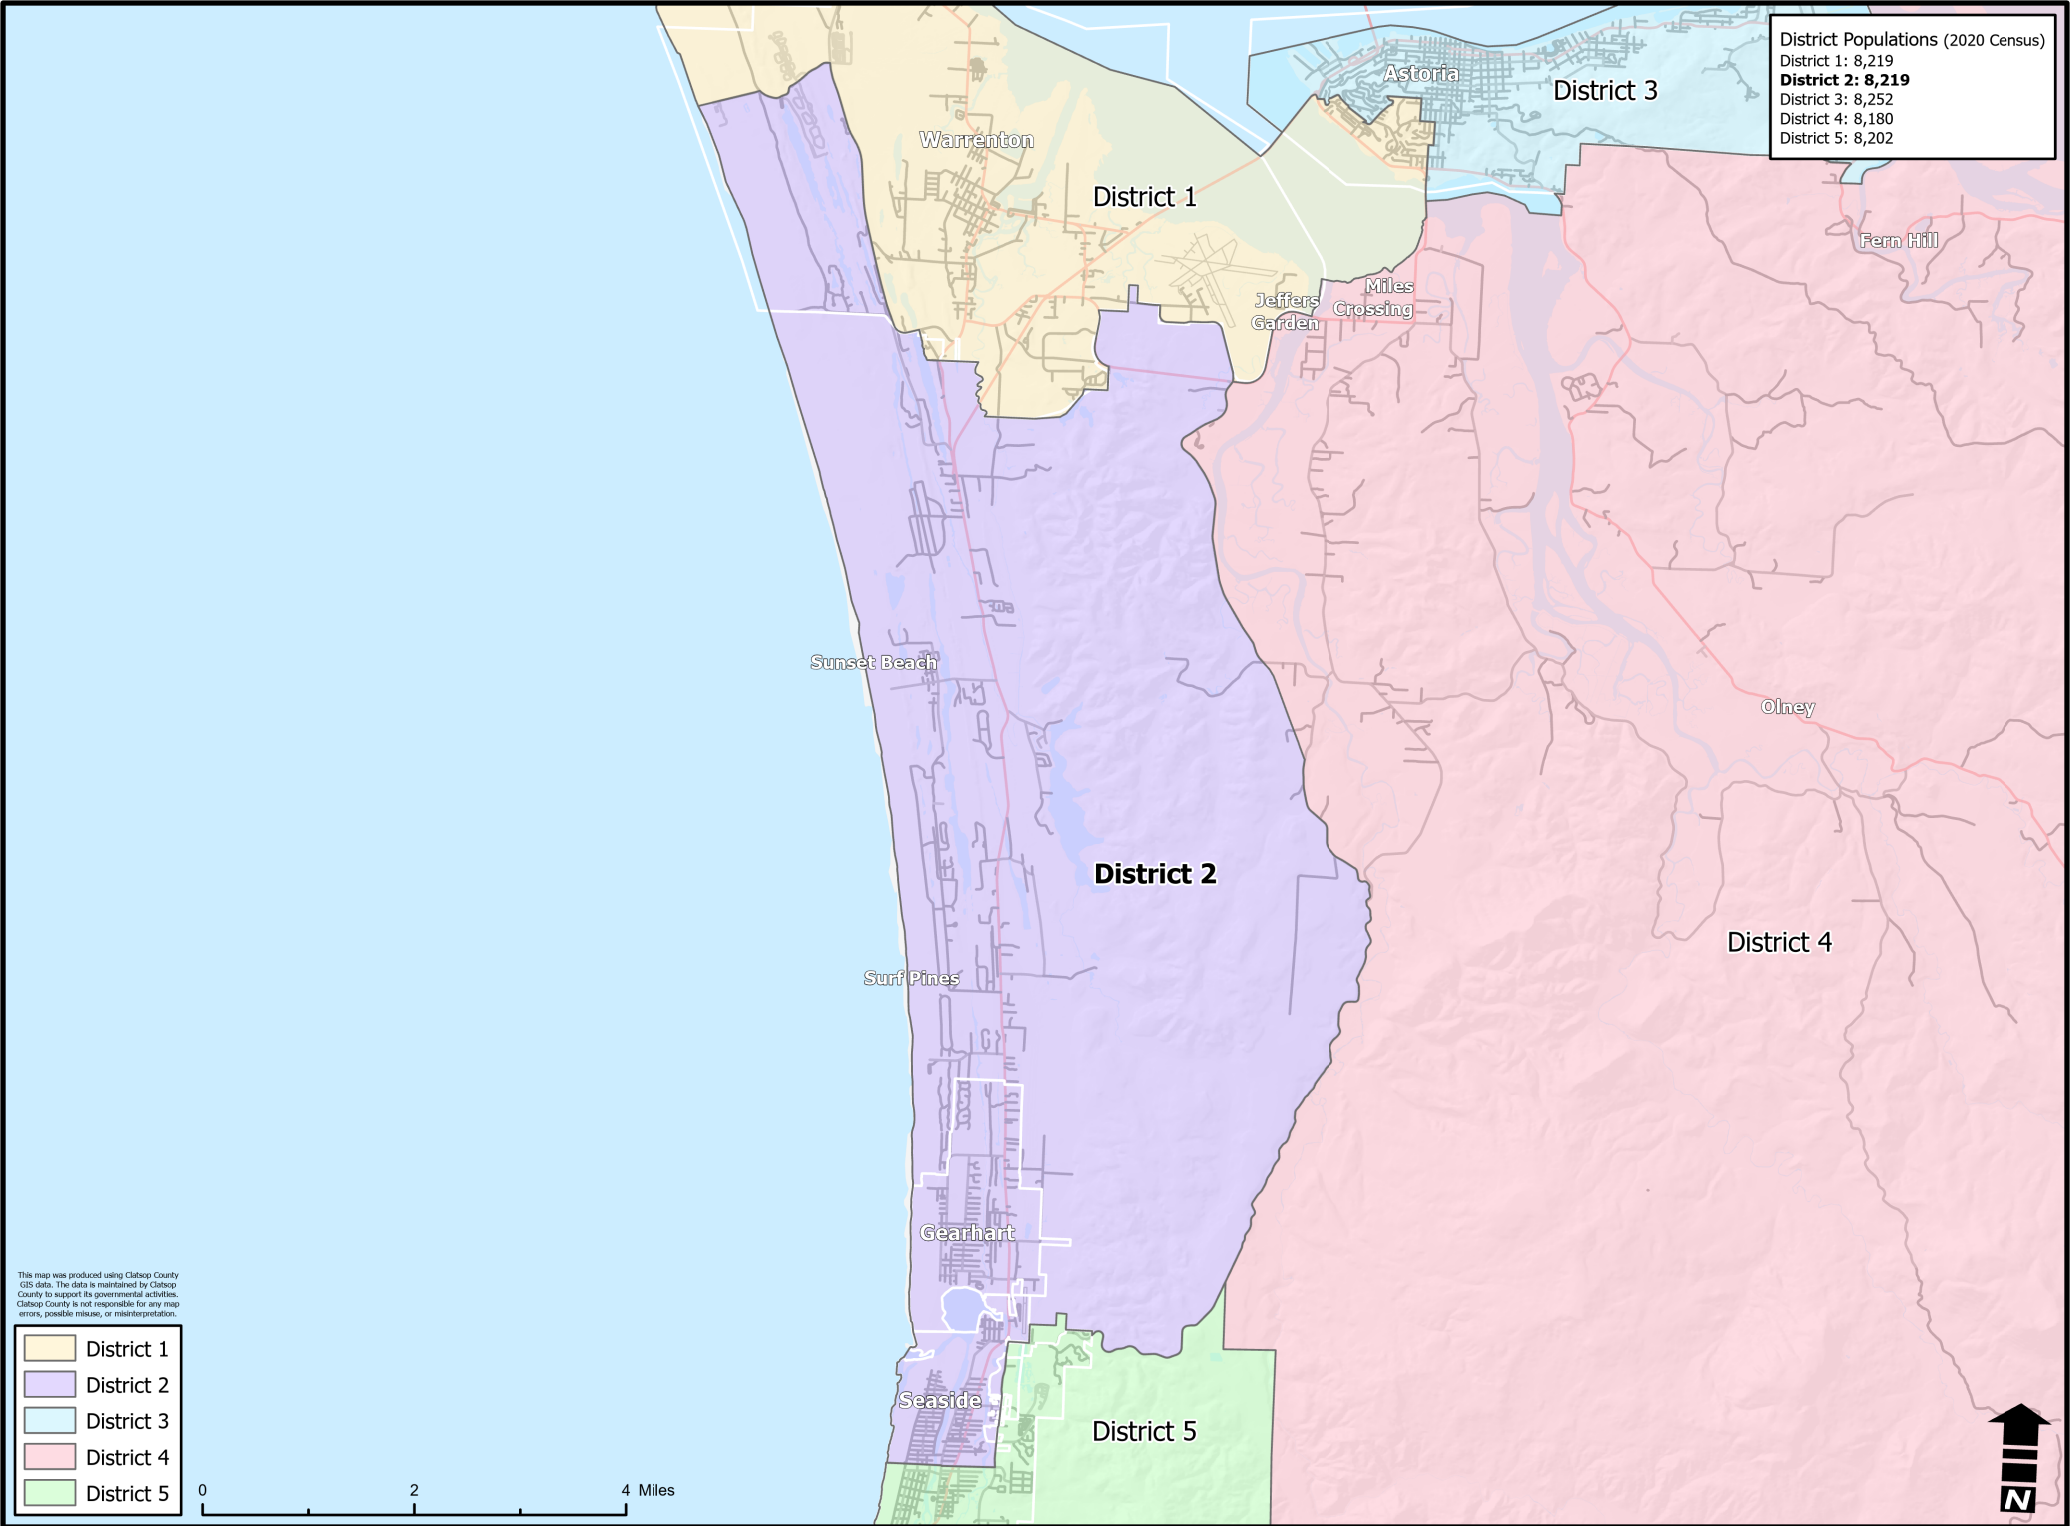 District Populations (2020 Census)
District 1: 8,219
District 2: 8,219
District 3: 8,252
District 4: 8,180
District 5: 8,202
Astoria
District 3
Warrenton
District 1
Fern Hill
Jeffers
Garden
Miles
Crossing
Sunset Beach
Olney
District 2
District 4
Surf Pines
Gearhart
Seaside
District 5
This map was produced using Clatsop County
GIS data. The data is maintained by Clatsop
County to support its governmental activities.
Clatsop County is not responsible for any map
errors, possible misuse, or misinterpretation.
District 1
District 2
District 3
District 4
District 5
0 2 4 Miles
N